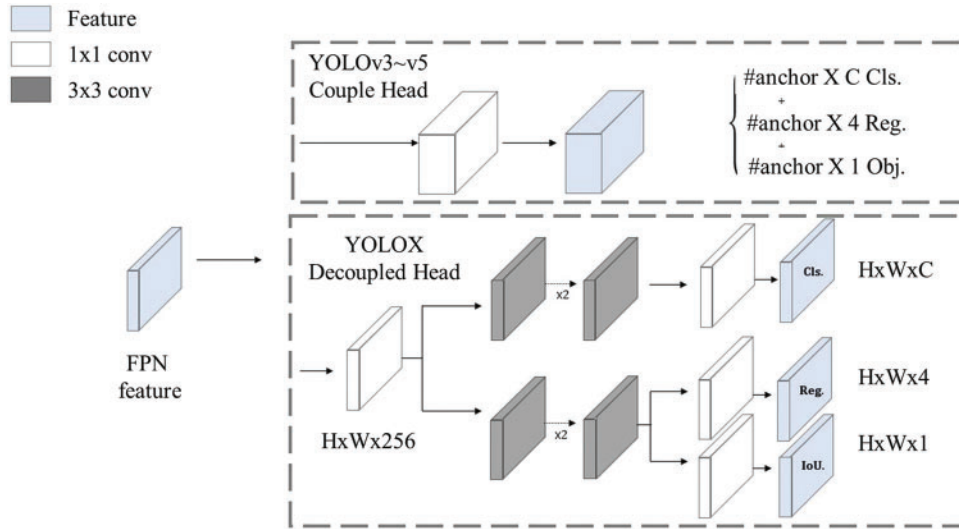 Feature
1x1 conv
3x3 conv
YOLOv3~v5
Couple Head
#anchor X C Cls.
+
#anchor X 4 Reg.
+
#anchor X 1 Obj.
FPN
feature
YOLOX
Decoupled Head
HxWx256
x2
Cls.
HxWxC
x2
Reg.
HxWx4
IoU.
HxWx1